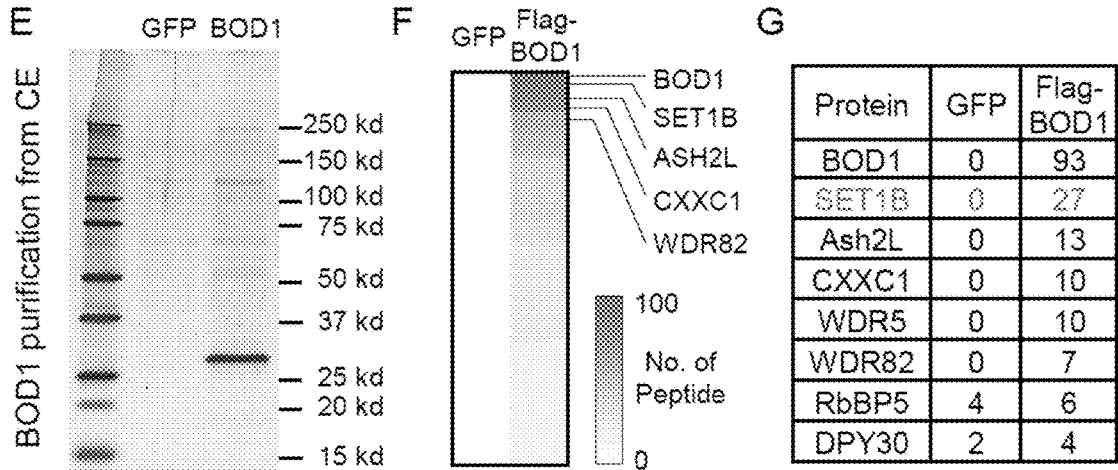 E
GFP BOD1
BOD1 purification from CE
250 kd
150 kd
100 kd
75 kd
50 kd
37 kd
25 kd
20 kd
15 kd
F
GFP Flag-
BOD1
BOD1
SET1B
ASH2L
CXXC1
WDR82
100
No. of
Peptide
0
G
Protein GFP Flag-
BOD1
BOD1 0 93
SET1B 0 27
Ash2L 0 13
CXXC1 0 10
WDR5 0 10
WDR82 0 7
RbBP5 4 6
DPY30 2 4